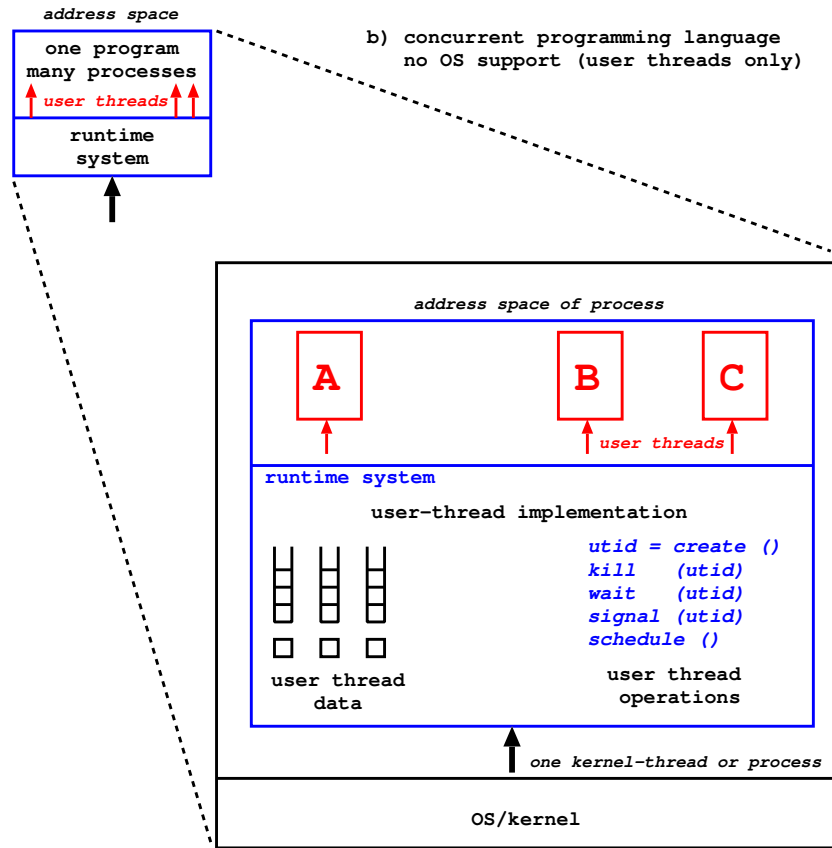 address space
one program
many processes
user threads
runtime
system
b) concurrent programming language
no OS support (user threads only)
address space of process
A
B
C
user threads
runtime system
user-thread implementation
utid = create ()
kill (utid)
wait (utid)
signal (utid)
schedule ()
user thread
data
user thread
operations
one kernel-thread or process
OS/kernel